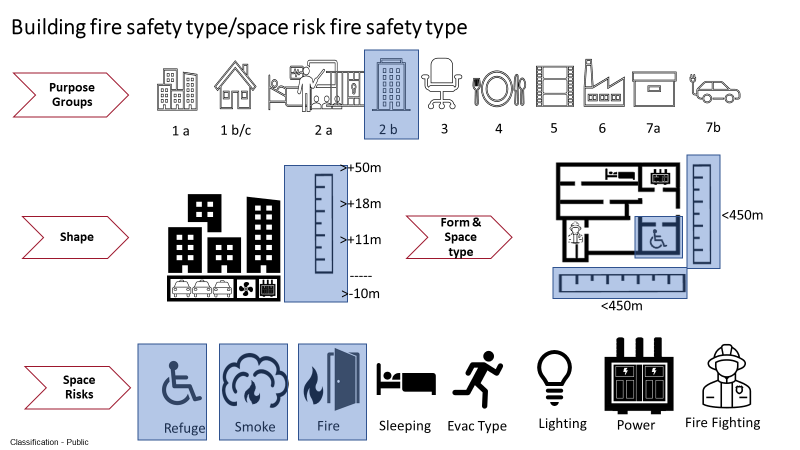 Building fire safety type/space risk fire safety type
Purpose
Groups
1 a
1 b/c
2 a
2 b
3
4
5
6
7a
7b
Shape
>+50m
>+18m
>+11m
-----
>-10m
Form &
Space
type
<450m
<450m
Space
Risks
Refuge
Smoke
Fire
Sleeping
Evac Type
Lighting
Power
Fire Fighting
Classification - Public